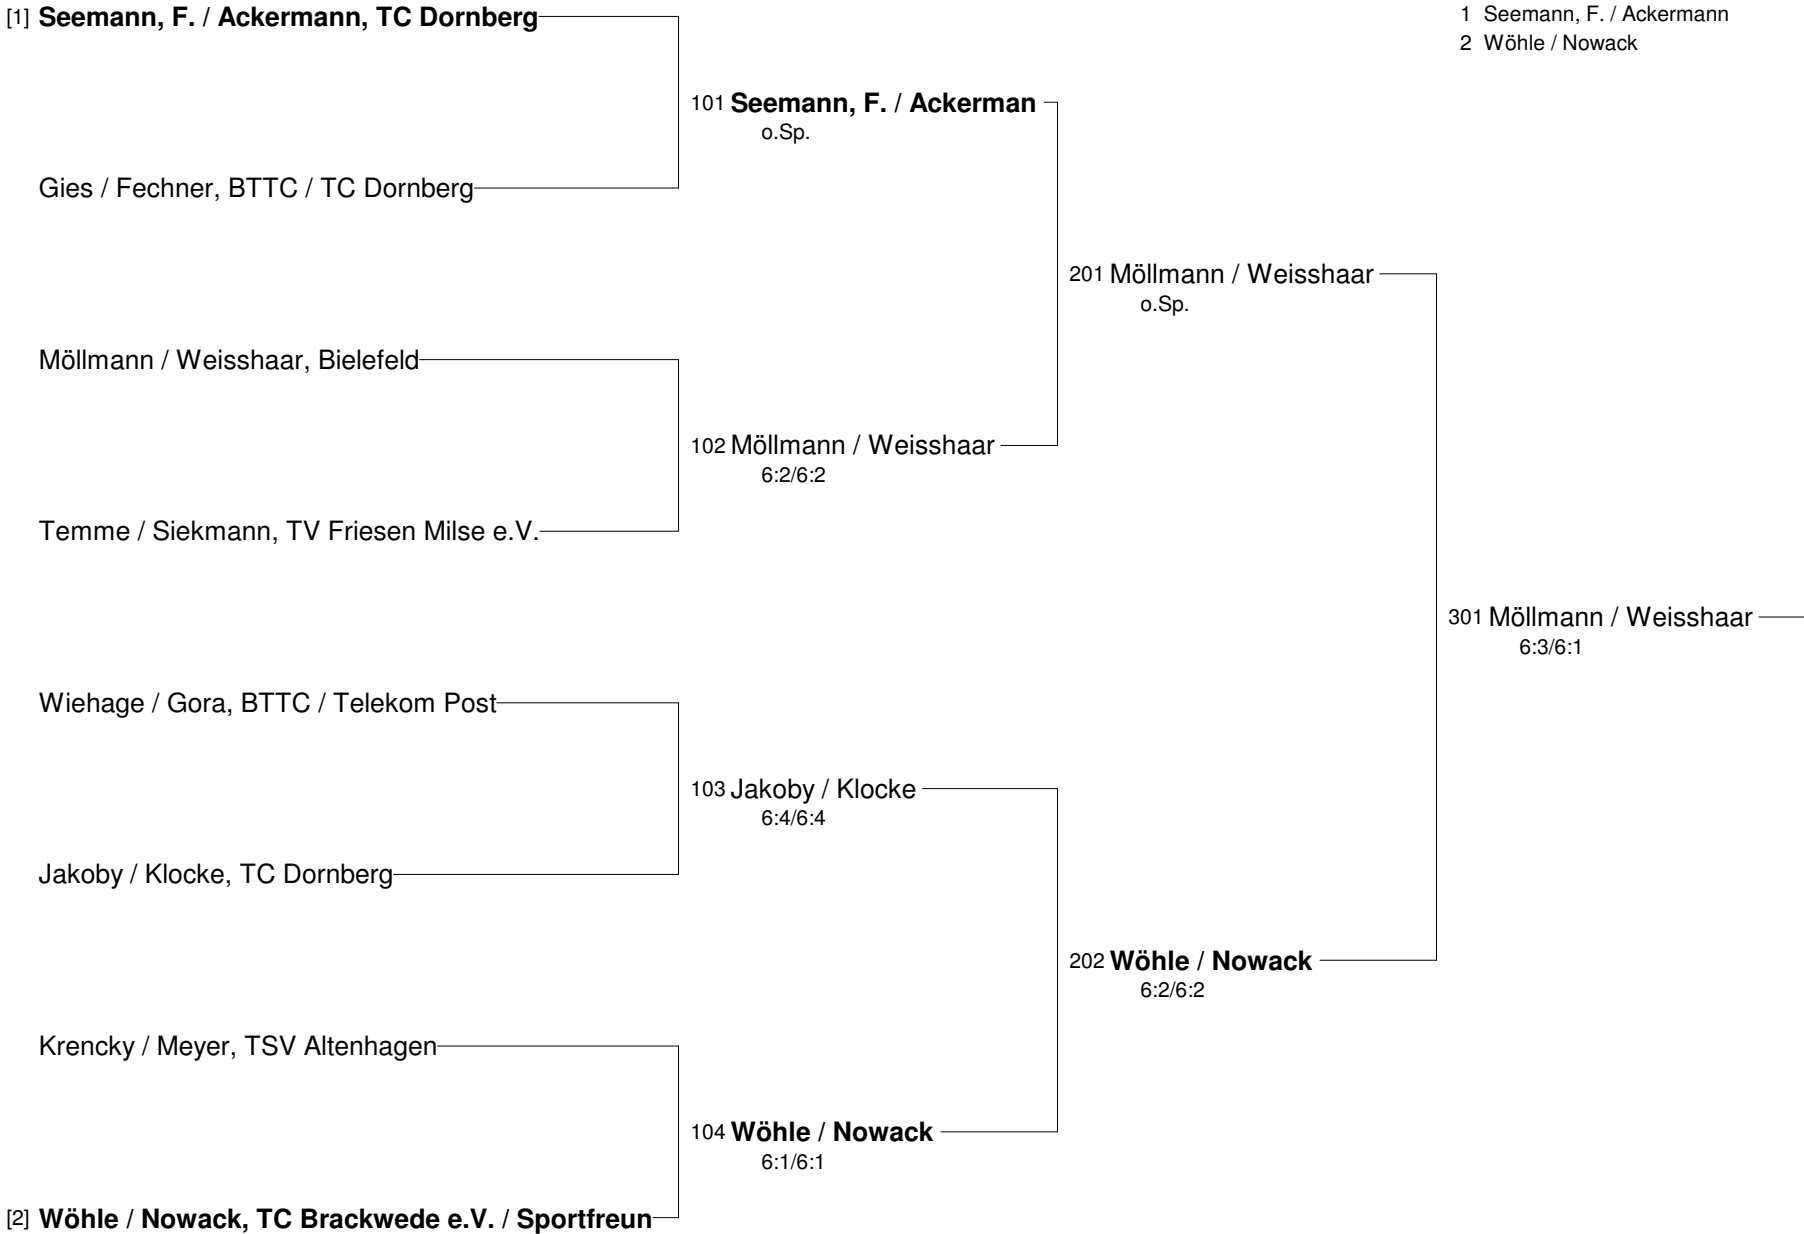 [1] Seemann, F. / Ackermann, TC Dornberg
1 Seemann, F. / Ackermann
2 Wöhle / Nowack
101 Seemann, F. / Ackerman
o.Sp.
Gies / Fechner, BTTC / TC Dornberg
201 Möllmann / Weisshaar
o.Sp.
Möllmann / Weisshaar, Bielefeld
102 Möllmann / Weisshaar
6:2/6:2
Temme / Siekmann, TV Friesen Milse e.V.
301 Möllmann / Weisshaar
6:3/6:1
Wiehage / Gora, BTTC / Telekom Post
103 Jakoby / Klocke
6:4/6:4
Jakoby / Klocke, TC Dornberg
202 Wöhle / Nowack
6:2/6:2
Krencky / Meyer, TSV Altenhagen
104 Wöhle / Nowack
6:1/6:1
[2] Wöhle / Nowack, TC Brackwede e.V. / Sportfreun